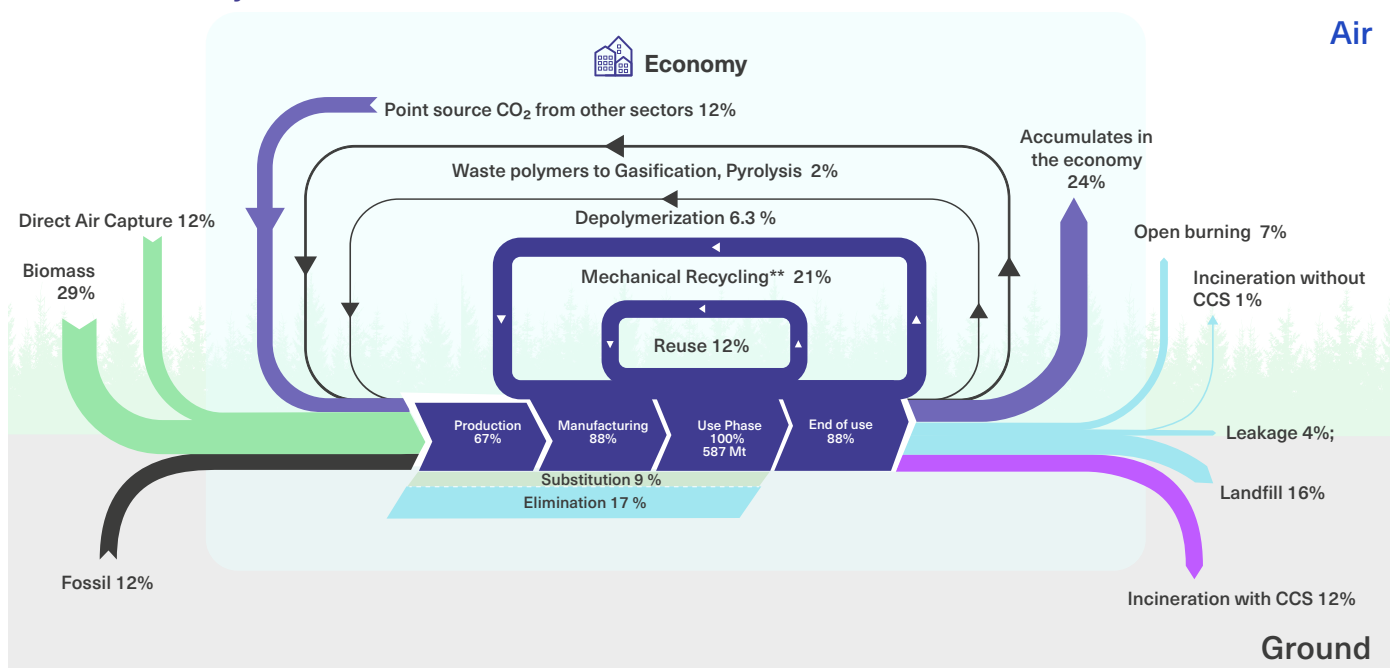 Air
Economy
Point source CO₂ from other sectors 12%
Accumulates in
the economy
24%
Waste polymers to Gasification, Pyrolysis 2%
Depolymerization 6.3 %
Direct Air Capture 12%
Open burning 7%
Biomass
29%
Mechanical Recycling** 21%
Incineration without
CCS 1%
Reuse 12%
Production
67%
Manufacturing
88%
Use Phase
100%
587 Mt
End of use
88%
Leakage 4%;
Substitution 9 %
Landfill 16%
Elimination 17 %
Fossil 12%
Incineration with CCS 12%
Ground